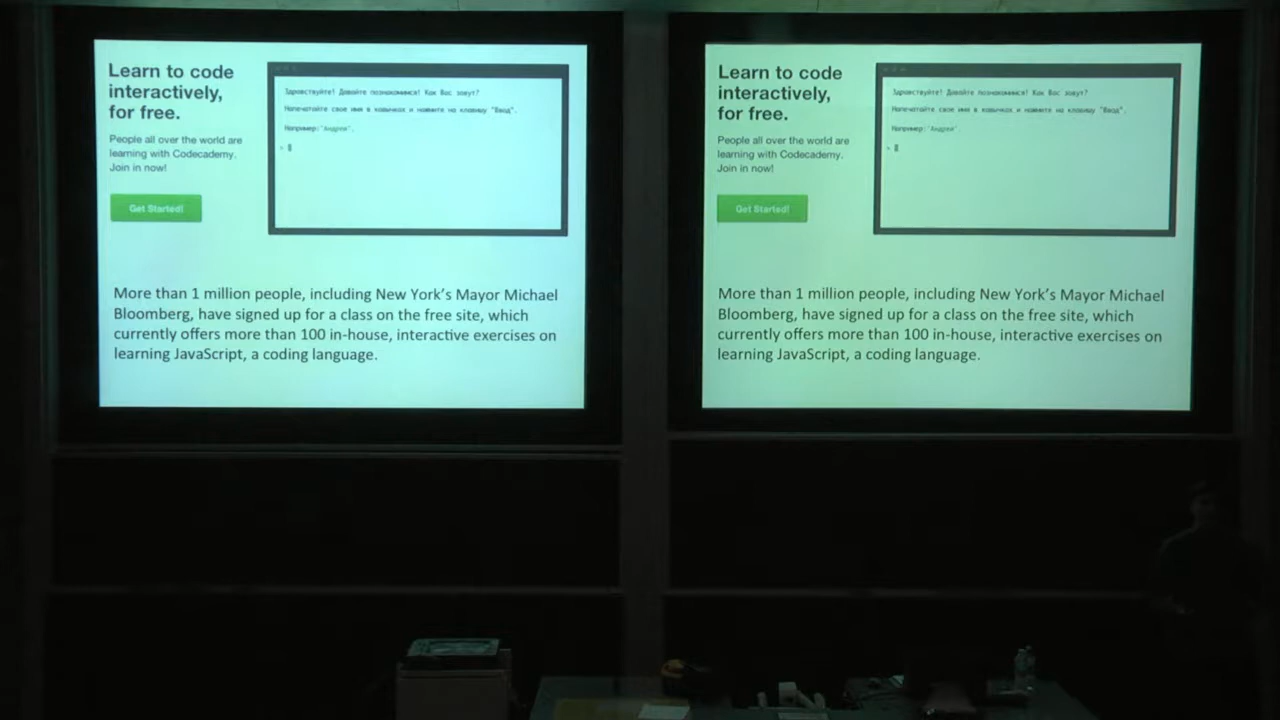 Learn to code
interactively,
for free.
People all over the world are
learning with Codecademy.
Join in now!
Get Started!
Здравствуйте! Давайте познакомимся! Как Вас зовут?
Напечатайте свое имя в кавычках и нажмите на клавишу "Ввод".
Например: "Андрей".
>
More than 1 million people, including New York's Mayor Michael
Bloomberg, have signed up for a class on the free site, which
currently offers more than 100 in-house, interactive exercises on
learning JavaScript, a coding language.
Learn to code
interactively,
for free.
People all over the world are
learning with Codecademy.
Join in now!
Get Started!
Здравствуйте! Давайте познакомимся! Как Вас зовут?
Напечатайте свое имя в кавычках и нажмите на клавишу "Ввод".
Например: "Андрей"
>
More than 1 million people, including New York's Mayor Michael
Bloomberg, have signed up for a class on the free site, which
currently offers more than 100 in-house, interactive exercises on
learning JavaScript, a coding language.